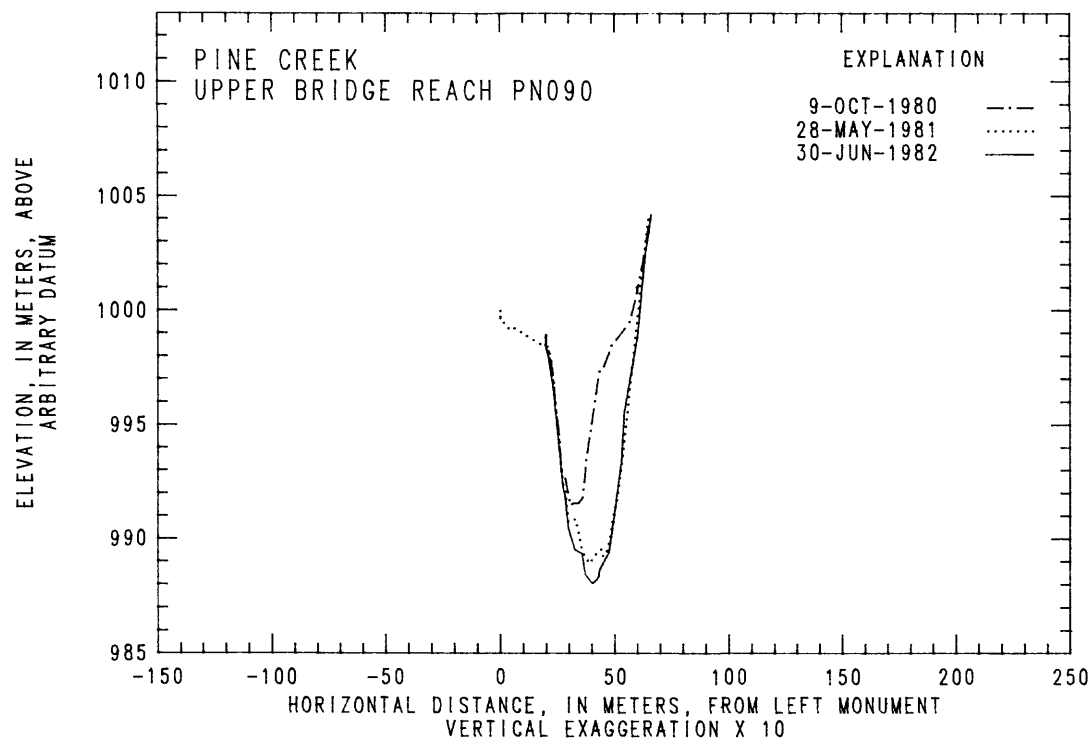 PINE CREEK
UPPER BRIDGE REACH PN090
EXPLANATION
9-OCT-1980
28-MAY-1981
30-JUN-1982
ELEVATION, IN METERS, ABOVE
ARBITRARY DATUM
1010
1005
1000
995
990
985
-150 -100 -50 0 50 100 150 200 250
HORIZONTAL DISTANCE, IN METERS, FROM LEFT MONUMENT
VERTICAL EXAGGERATION X 10